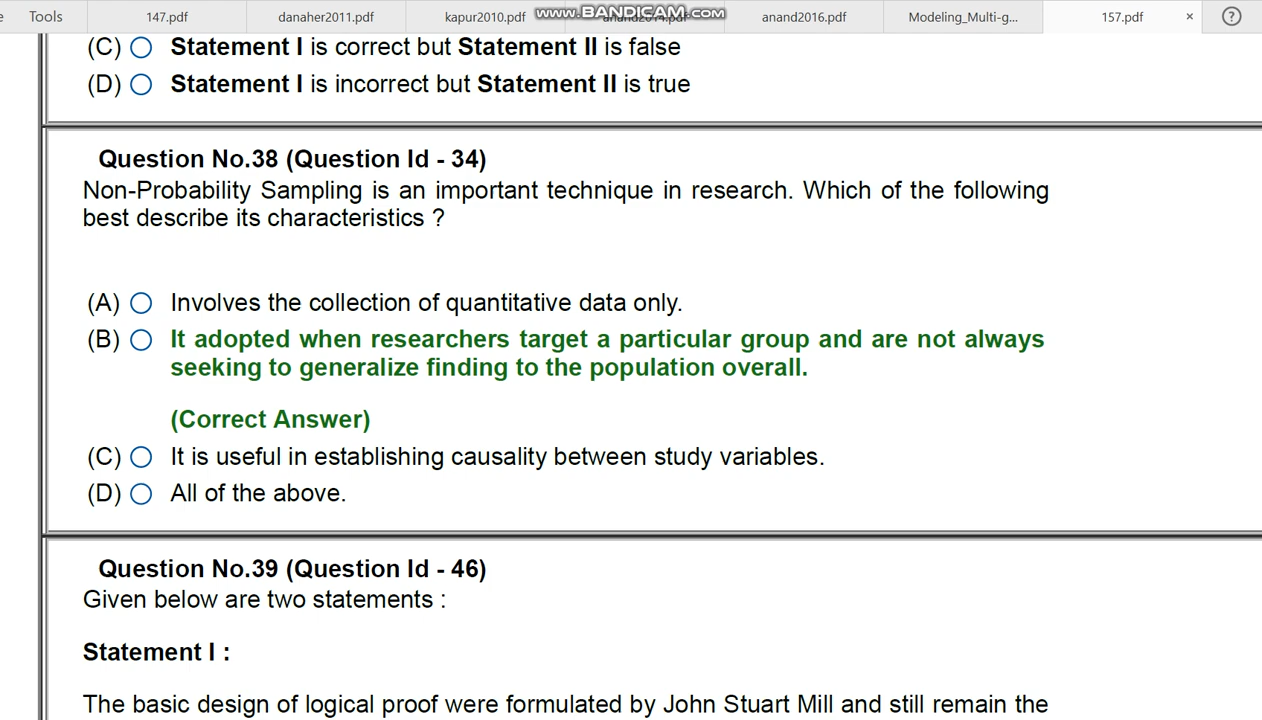 e Tools 147.pdf danaher2011.pdf kapur2010.pdf anand2014.pdf anand2016.pdf Modeling_Multi-g... 157.pdf × ?
www.BANDICAM.com
(C) Statement I is correct but Statement II is false
(D) Statement I is incorrect but Statement II is true
Question No.38 (Question Id - 34)
Non-Probability Sampling is an important technique in research. Which of the following
best describe its characteristics ?
(A) Involves the collection of quantitative data only.
(B) It adopted when researchers target a particular group and are not always
seeking to generalize finding to the population overall.
(Correct Answer)
(C) It is useful in establishing causality between study variables.
(D) All of the above.
Question No.39 (Question Id - 46)
Given below are two statements :
Statement I :
The basic design of logical proof were formulated by John Stuart Mill and still remain the